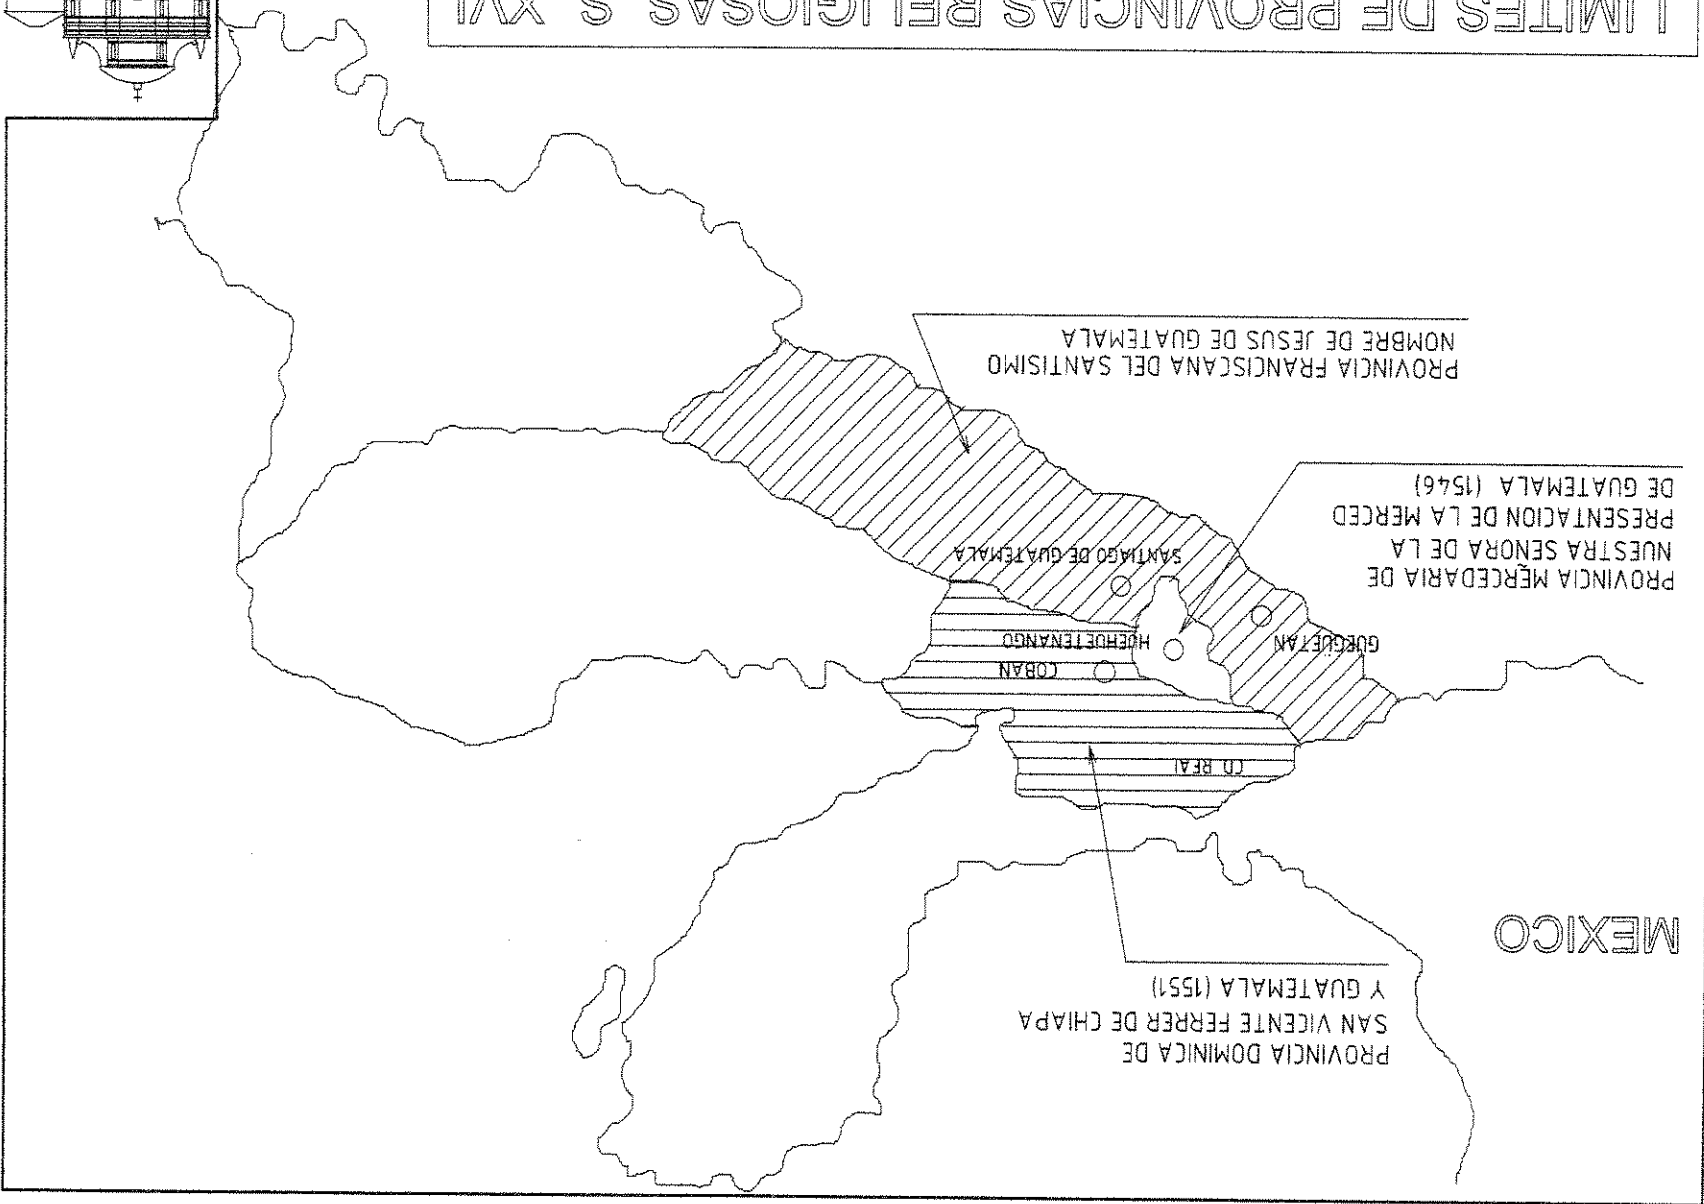 MEXICO
PROVINCIA DOMINICA DE
SAN VICENTE FERRER DE CHIAPA
Y GUATEMALA (1551)
CD REAL
COBAN
HUEHUETENANGO
GUEGUETAN
SANTIAGO DE GUATEMALA
PROVINCIA MERCEDARIA DE
NUESTRA SEÑORA DE LA
PRESENTACION DE LA MERCED
DE GUATEMALA (1546)
PROVINCIA FRANCISCANA DEL SANTISIMO
NOMBRE DE JESUS DE GUATEMALA
LIMITES DE PROVINCIAS RELIGIOSAS S XVI